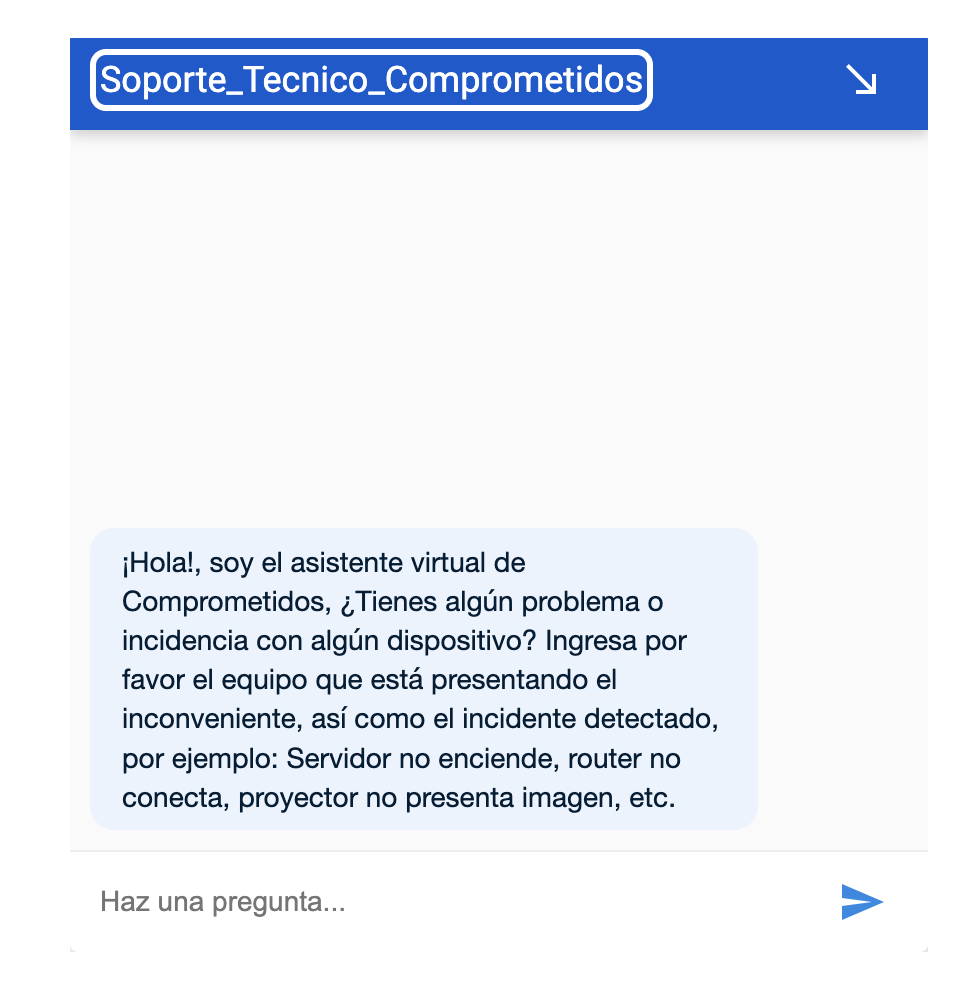 Soporte_Tecnico_Comprometidos
¡Hola!, soy el asistente virtual de
Comprometidos, ¿Tienes algún problema o
incidencia con algún dispositivo? Ingresa por
favor el equipo que está presentando el
inconveniente, así como el incidente detectado,
por ejemplo: Servidor no enciende, router no
conecta, proyector no presenta imagen, etc.
Haz una pregunta...